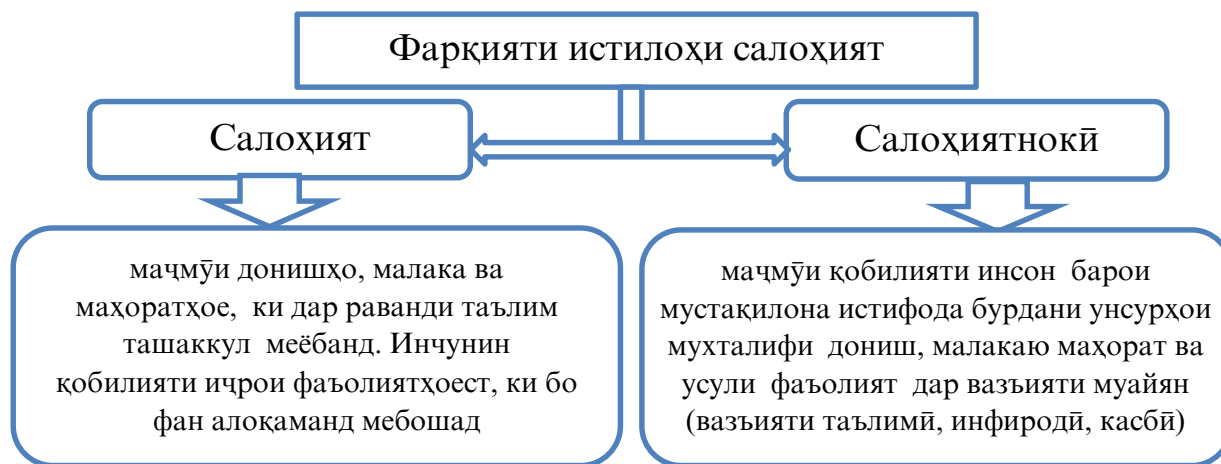 Фарқияти истилоҳи салоҳият
Салоҳият
Салоҳиятнокӣ
маҷмӯи донишҳо, малака ва
маҳоратҳое, ки дар раванди таълим
ташаккул меёбанд. Инчунин
қобилияти иҷрои фаъолиятҳоест, ки бо
фан алоқаманд мебошад
маҷмӯи қобилияти инсон барои
мустақилона истифода бурдани унсурҳои
мухталифи дониш, малакаю маҳорат ва
усули фаъолият дар вазъияти муайян
(вазъияти таълимӣ, инфиродӣ, касбӣ)